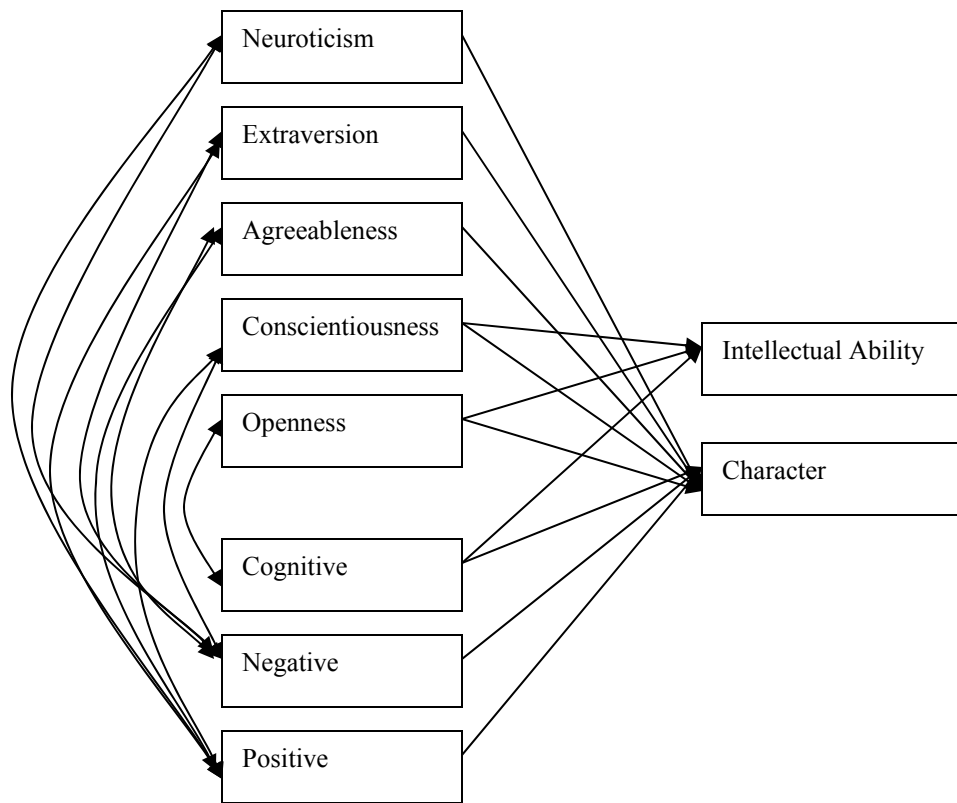 Neuroticism
Extraversion
Agreeableness
Conscientiousness
Openness
Cognitive
Negative
Positive
Intellectual Ability
Character